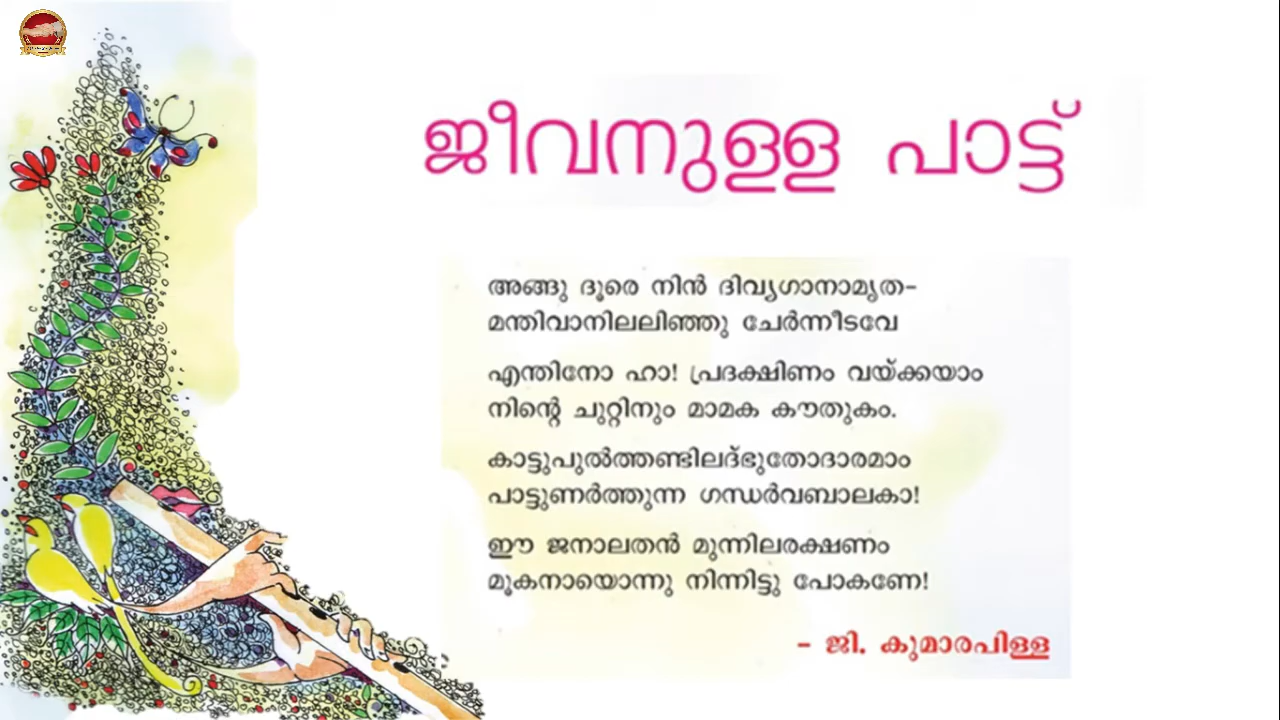 ജീവനുള്ള പാട്ട്
അങ്ങു ദൂരെ നിൻ ദിവ്യഗാനാമൃത-
മന്തിവാനിലലിഞ്ഞു ചേർന്നീടവേ
എന്തിനോ ഹാ! പ്രദക്ഷിണം വയ്ക്കയാം
നിന്റെ ചുറ്റിനും മാമക കൗതുകം.
കാട്ടുപുൽത്തണ്ടിലദ്ഭുതോദാരമാം
പാട്ടുണർത്തുന്ന ഗന്ധർവബാലകാ!
ഈ ജനാലതൻ മുന്നിലരക്ഷണം
മൂകനായൊന്നു നിന്നിട്ടു പോകണേ!
- ജി. കുമാരപിള്ള